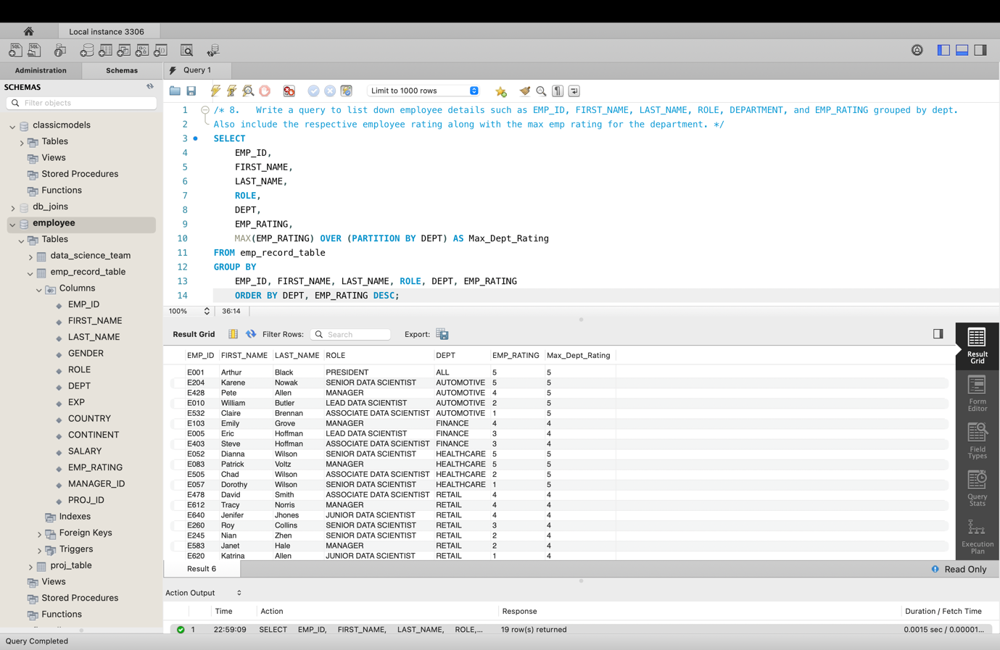 Local instance 3306
Administration
Schemas
Query 1
SCHEMAS
Filter objects
Limit to 1000 rows
classicmodels
Tables
Views
Stored Procedures
Functions
db_joins
employee
Tables
data_science_team
emp_record_table
Columns
EMP_ID
FIRST_NAME
LAST_NAME
GENDER
ROLE
DEPT
EXP
COUNTRY
CONTINENT
SALARY
EMP_RATING
MANAGER_ID
PROJ_ID
Indexes
Foreign Keys
Triggers
proj_table
Views
Stored Procedures
Functions
1 /* 8.   Write a query to list down employee details such as EMP_ID, FIRST_NAME, LAST_NAME, ROLE, DEPARTMENT, and EMP_RATING grouped by dept.
2 Also include the respective employee rating along with the max emp rating for the department. */
3 SELECT
4 EMP_ID,
5 FIRST_NAME,
6 LAST_NAME,
7 ROLE,
8 DEPT,
9 EMP_RATING,
10 MAX(EMP_RATING) OVER (PARTITION BY DEPT) AS Max_Dept_Rating
11 FROM emp_record_table
12 GROUP BY
13 EMP_ID, FIRST_NAME, LAST_NAME, ROLE, DEPT, EMP_RATING
14 ORDER BY DEPT, EMP_RATING DESC;
100% 36:14
Result Grid Filter Rows: Search Export:
EMP_ID FIRST_NAME LAST_NAME ROLE DEPT EMP_RATING Max_Dept_Rating
E001 Arthur Black PRESIDENT ALL 5 5
E204 Karene Nowak SENIOR DATA SCIENTIST AUTOMOTIVE 5 5
E428 Pete Allen MANAGER AUTOMOTIVE 4 5
E010 William Butler LEAD DATA SCIENTIST AUTOMOTIVE 2 5
E532 Claire Brennan ASSOCIATE DATA SCIENTIST AUTOMOTIVE 1 5
E103 Emily Grove MANAGER FINANCE 4 4
E005 Eric Hoffman LEAD DATA SCIENTIST FINANCE 3 4
E403 Steve Hoffman ASSOCIATE DATA SCIENTIST FINANCE 3 4
E052 Dianna Wilson SENIOR DATA SCIENTIST HEALTHCARE 5 5
E083 Patrick Voltz MANAGER HEALTHCARE 5 5
E505 Chad Wilson ASSOCIATE DATA SCIENTIST HEALTHCARE 2 5
E057 Dorothy Wilson SENIOR DATA SCIENTIST HEALTHCARE 1 5
E478 David Smith ASSOCIATE DATA SCIENTIST RETAIL 4 4
E612 Tracy Norris MANAGER RETAIL 4 4
E640 Jenifer Jhones JUNIOR DATA SCIENTIST RETAIL 4 4
E260 Roy Collins SENIOR DATA SCIENTIST RETAIL 3 4
E245 Nian Zhen SENIOR DATA SCIENTIST RETAIL 2 4
E583 Janet Hale MANAGER RETAIL 2 4
E620 Katrina Allen JUNIOR DATA SCIENTIST RETAIL 1 4
Result
Grid
Form
Editor
Field
Types
Query
Stats
Execution
Plan
Result 6
Read Only
Action Output
Time Action Response Duration / Fetch Time
1 22:59:09 SELECT EMP_ID, FIRST_NAME, LAST_NAME, ROLE,... 19 row(s) returned 0.0015 sec / 0.00001...
Query Completed